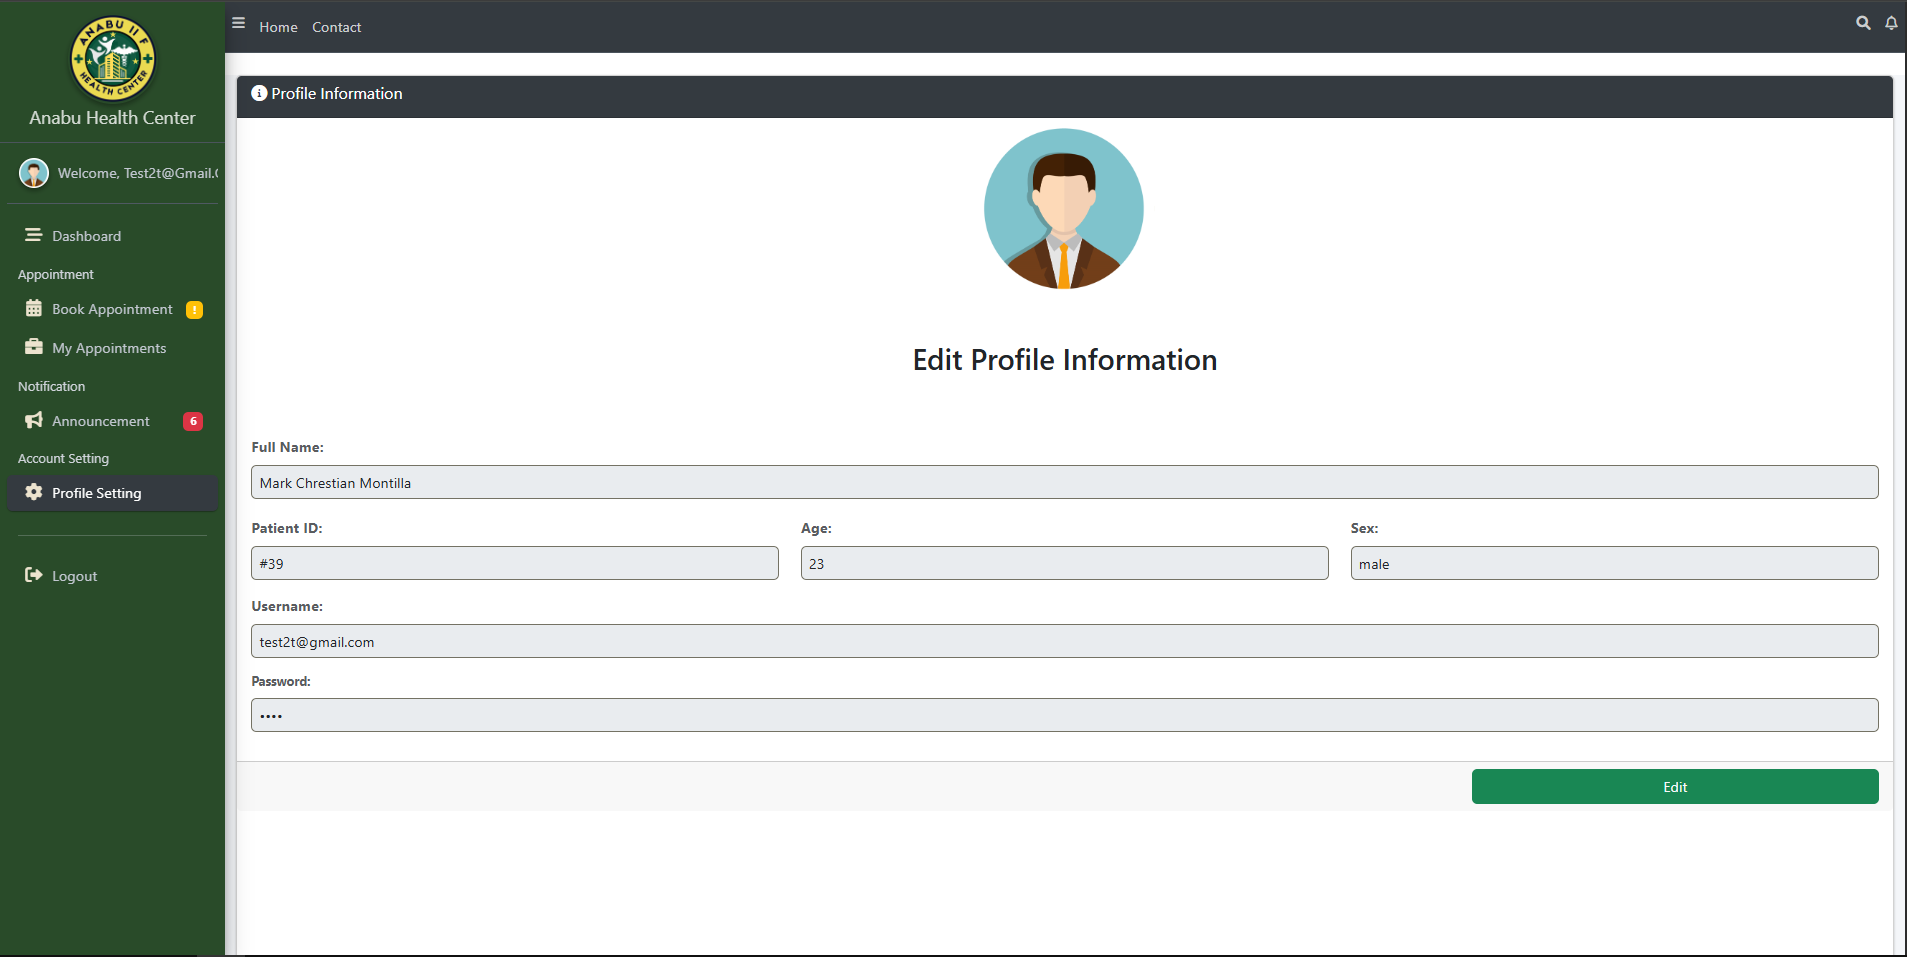 ANABU II F
HEALTH CENTER
Anabu Health Center
Welcome, Test2t@Gmail.C
Dashboard
Appointment
Book Appointment !
My Appointments
Notification
Announcement 6
Account Setting
Profile Setting
Logout
Home Contact
Profile Information
Edit Profile Information
Full Name:
Mark Chrestian Montilla
Patient ID: Age: Sex:
#39 23 male
Username:
test2t@gmail.com
Password:
••••
Edit